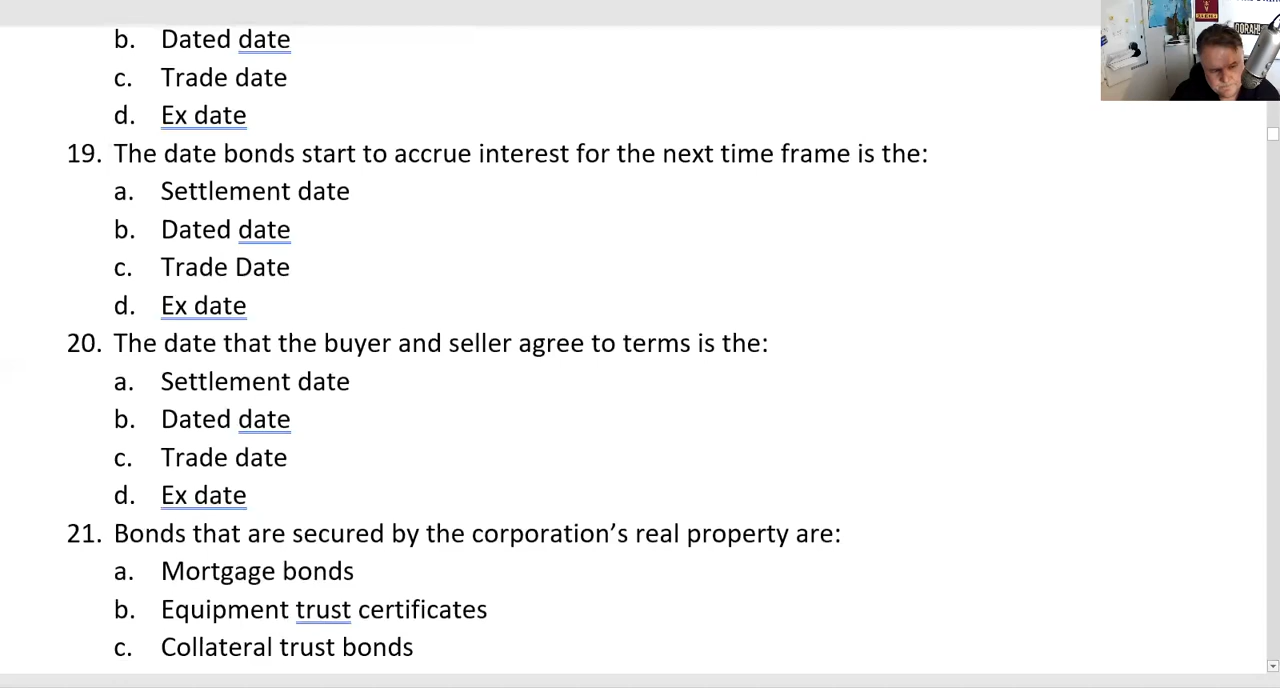 b. Dated date
c. Trade date
d. Ex date
19. The date bonds start to accrue interest for the next time frame is the:
a. Settlement date
b. Dated date
c. Trade Date
d. Ex date
20. The date that the buyer and seller agree to terms is the:
a. Settlement date
b. Dated date
c. Trade date
d. Ex date
21. Bonds that are secured by the corporation’s real property are:
a. Mortgage bonds
b. Equipment trust certificates
c. Collateral trust bonds
OORAH!